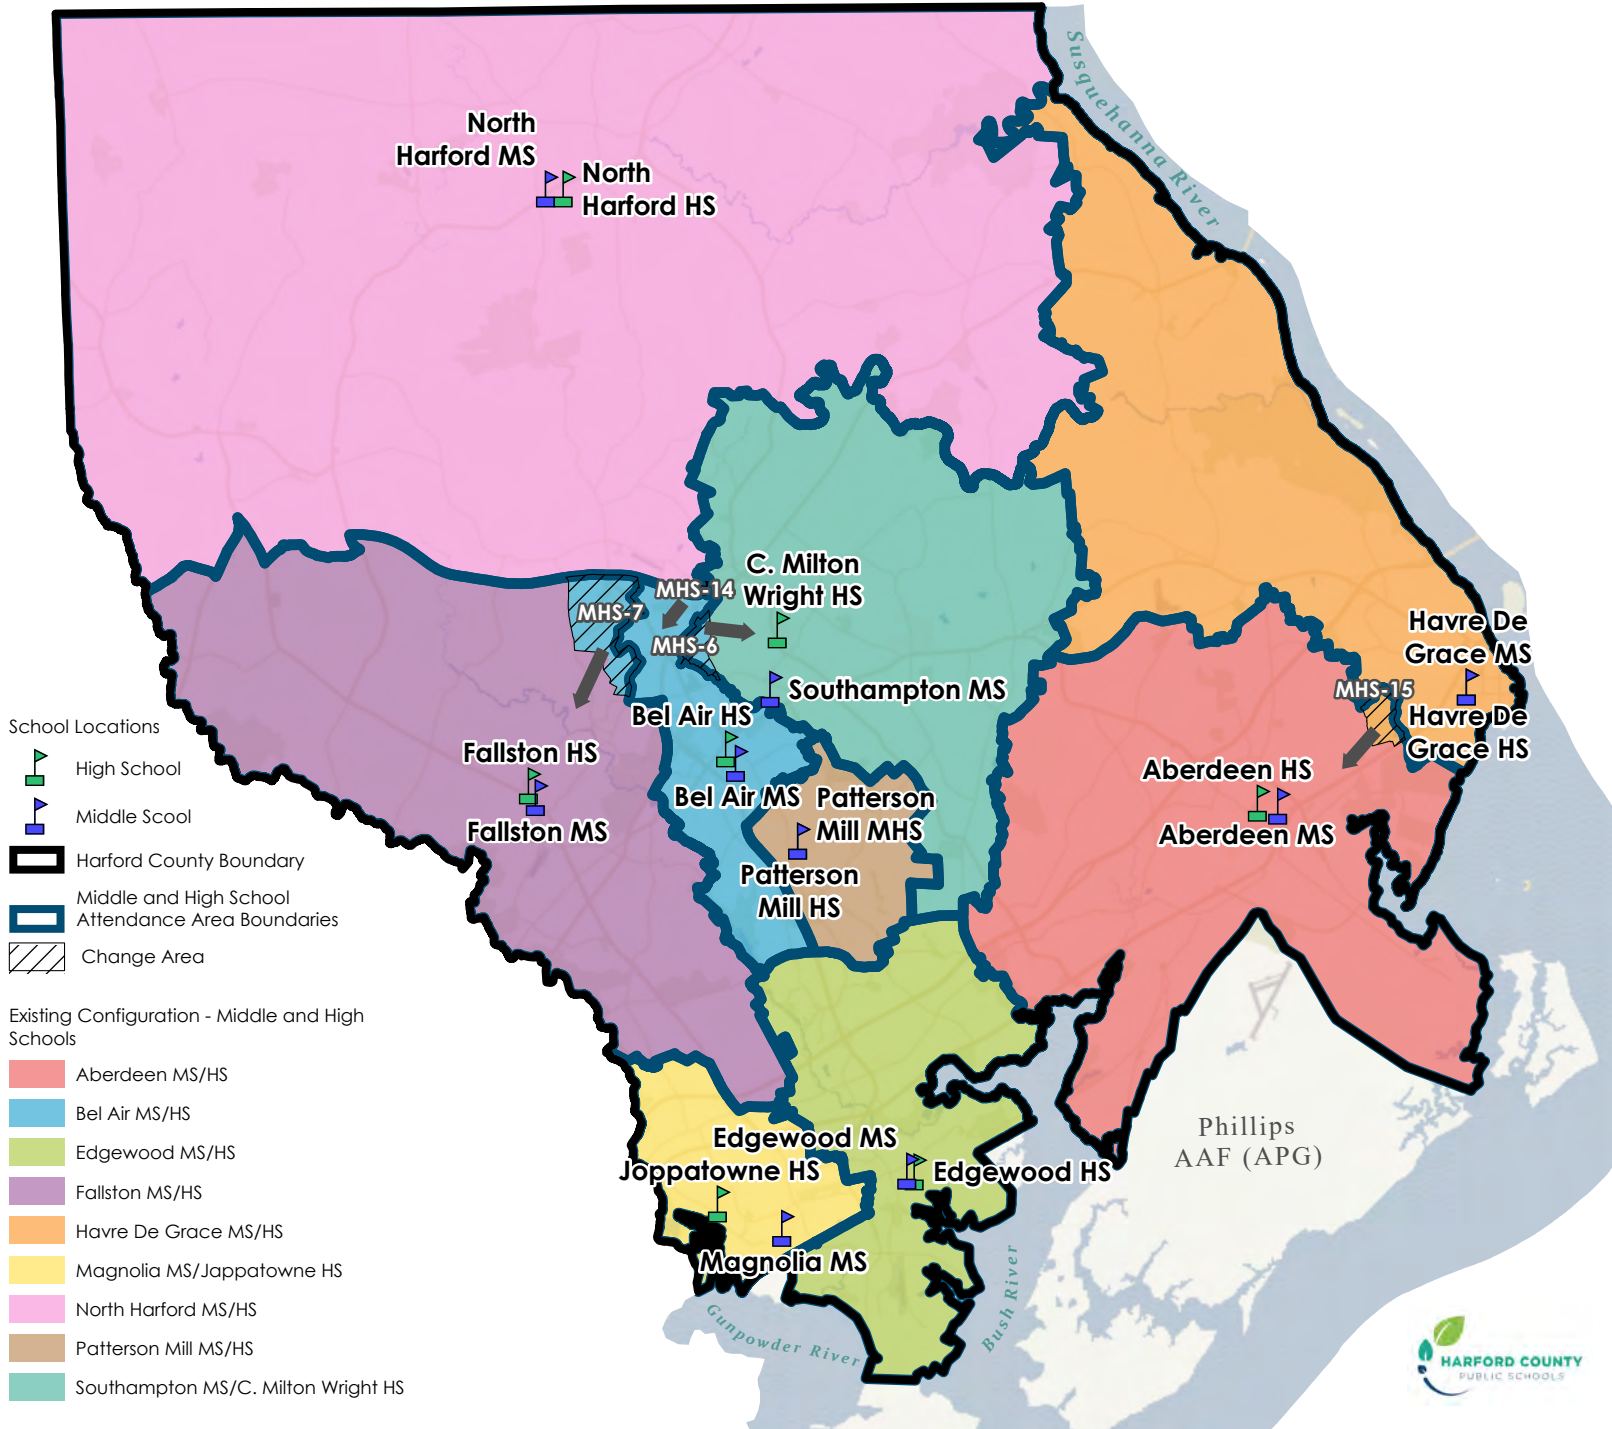 Susquehanna River
North
Harford MS
North
Harford HS
C. Milton
Wright HS
MHS-14
MHS-7
MHS-6
Southampton MS
Bel Air HS
Bel Air MS
Patterson
Mill MHS
Patterson
Mill HS
Fallston HS
Fallston MS
Havre De
Grace MS
MHS-15
Havre De
Grace HS
Aberdeen HS
Aberdeen MS
Edgewood MS
Joppatowne HS
Edgewood HS
Magnolia MS
Gunpowder River
Bush River
Phillips
AAF (APG)
School Locations
High School
Middle Scool
Harford County Boundary
Middle and High School
Attendance Area Boundaries
Change Area
Existing Configuration - Middle and High
Schools
Aberdeen MS/HS
Bel Air MS/HS
Edgewood MS/HS
Fallston MS/HS
Havre De Grace MS/HS
Magnolia MS/Jappatowne HS
North Harford MS/HS
Patterson Mill MS/HS
Southampton MS/C. Milton Wright HS
HARFORD COUNTY
PUBLIC SCHOOLS